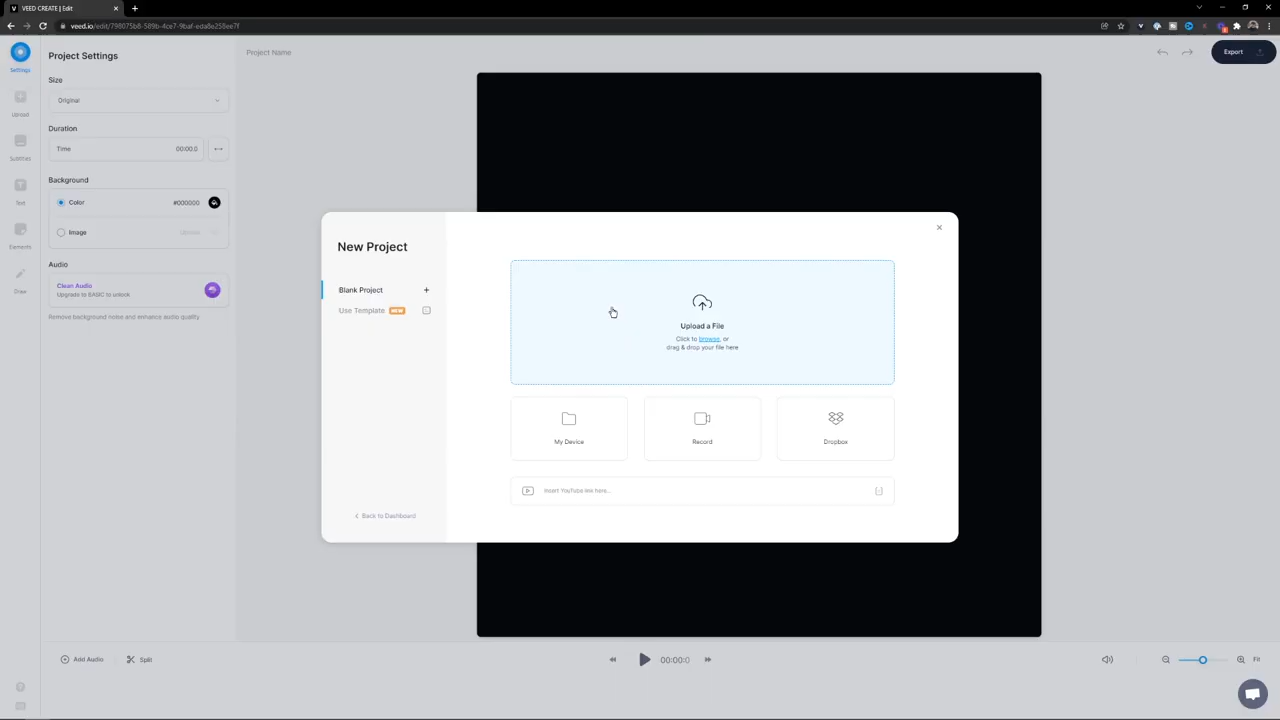 VEED CREATE | Edit
veed.io/edit/798075b8-589b-4ce7-9baf-eda8e258ee7f
Settings
Upload
Subtitles
Text
Elements
Draw
Project Settings
Size
Original
Duration
Time 00:00.0
Background
Color #000000
Image
Audio
Clean Audio
Upgrade to BASIC to unlock
Remove background noise and enhance audio quality
Project Name
Export
New Project
Blank Project
Use Template NEW
Back to Dashboard
Upload a File
Click to browse, or
drag & drop your file here
My Device
Record
Dropbox
Insert YouTube link here...
Add Audio
Split
00:00:0
Fit